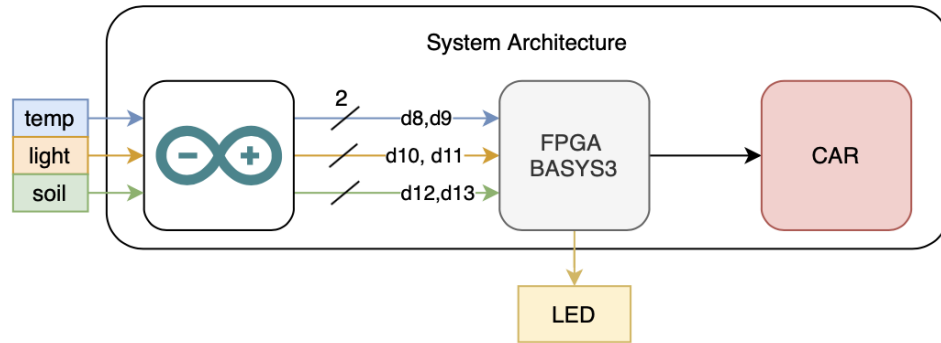 System Architecture
temp
light
soil
2
d8,d9
d10, d11
d12,d13
FPGA
BASYS3
CAR
LED